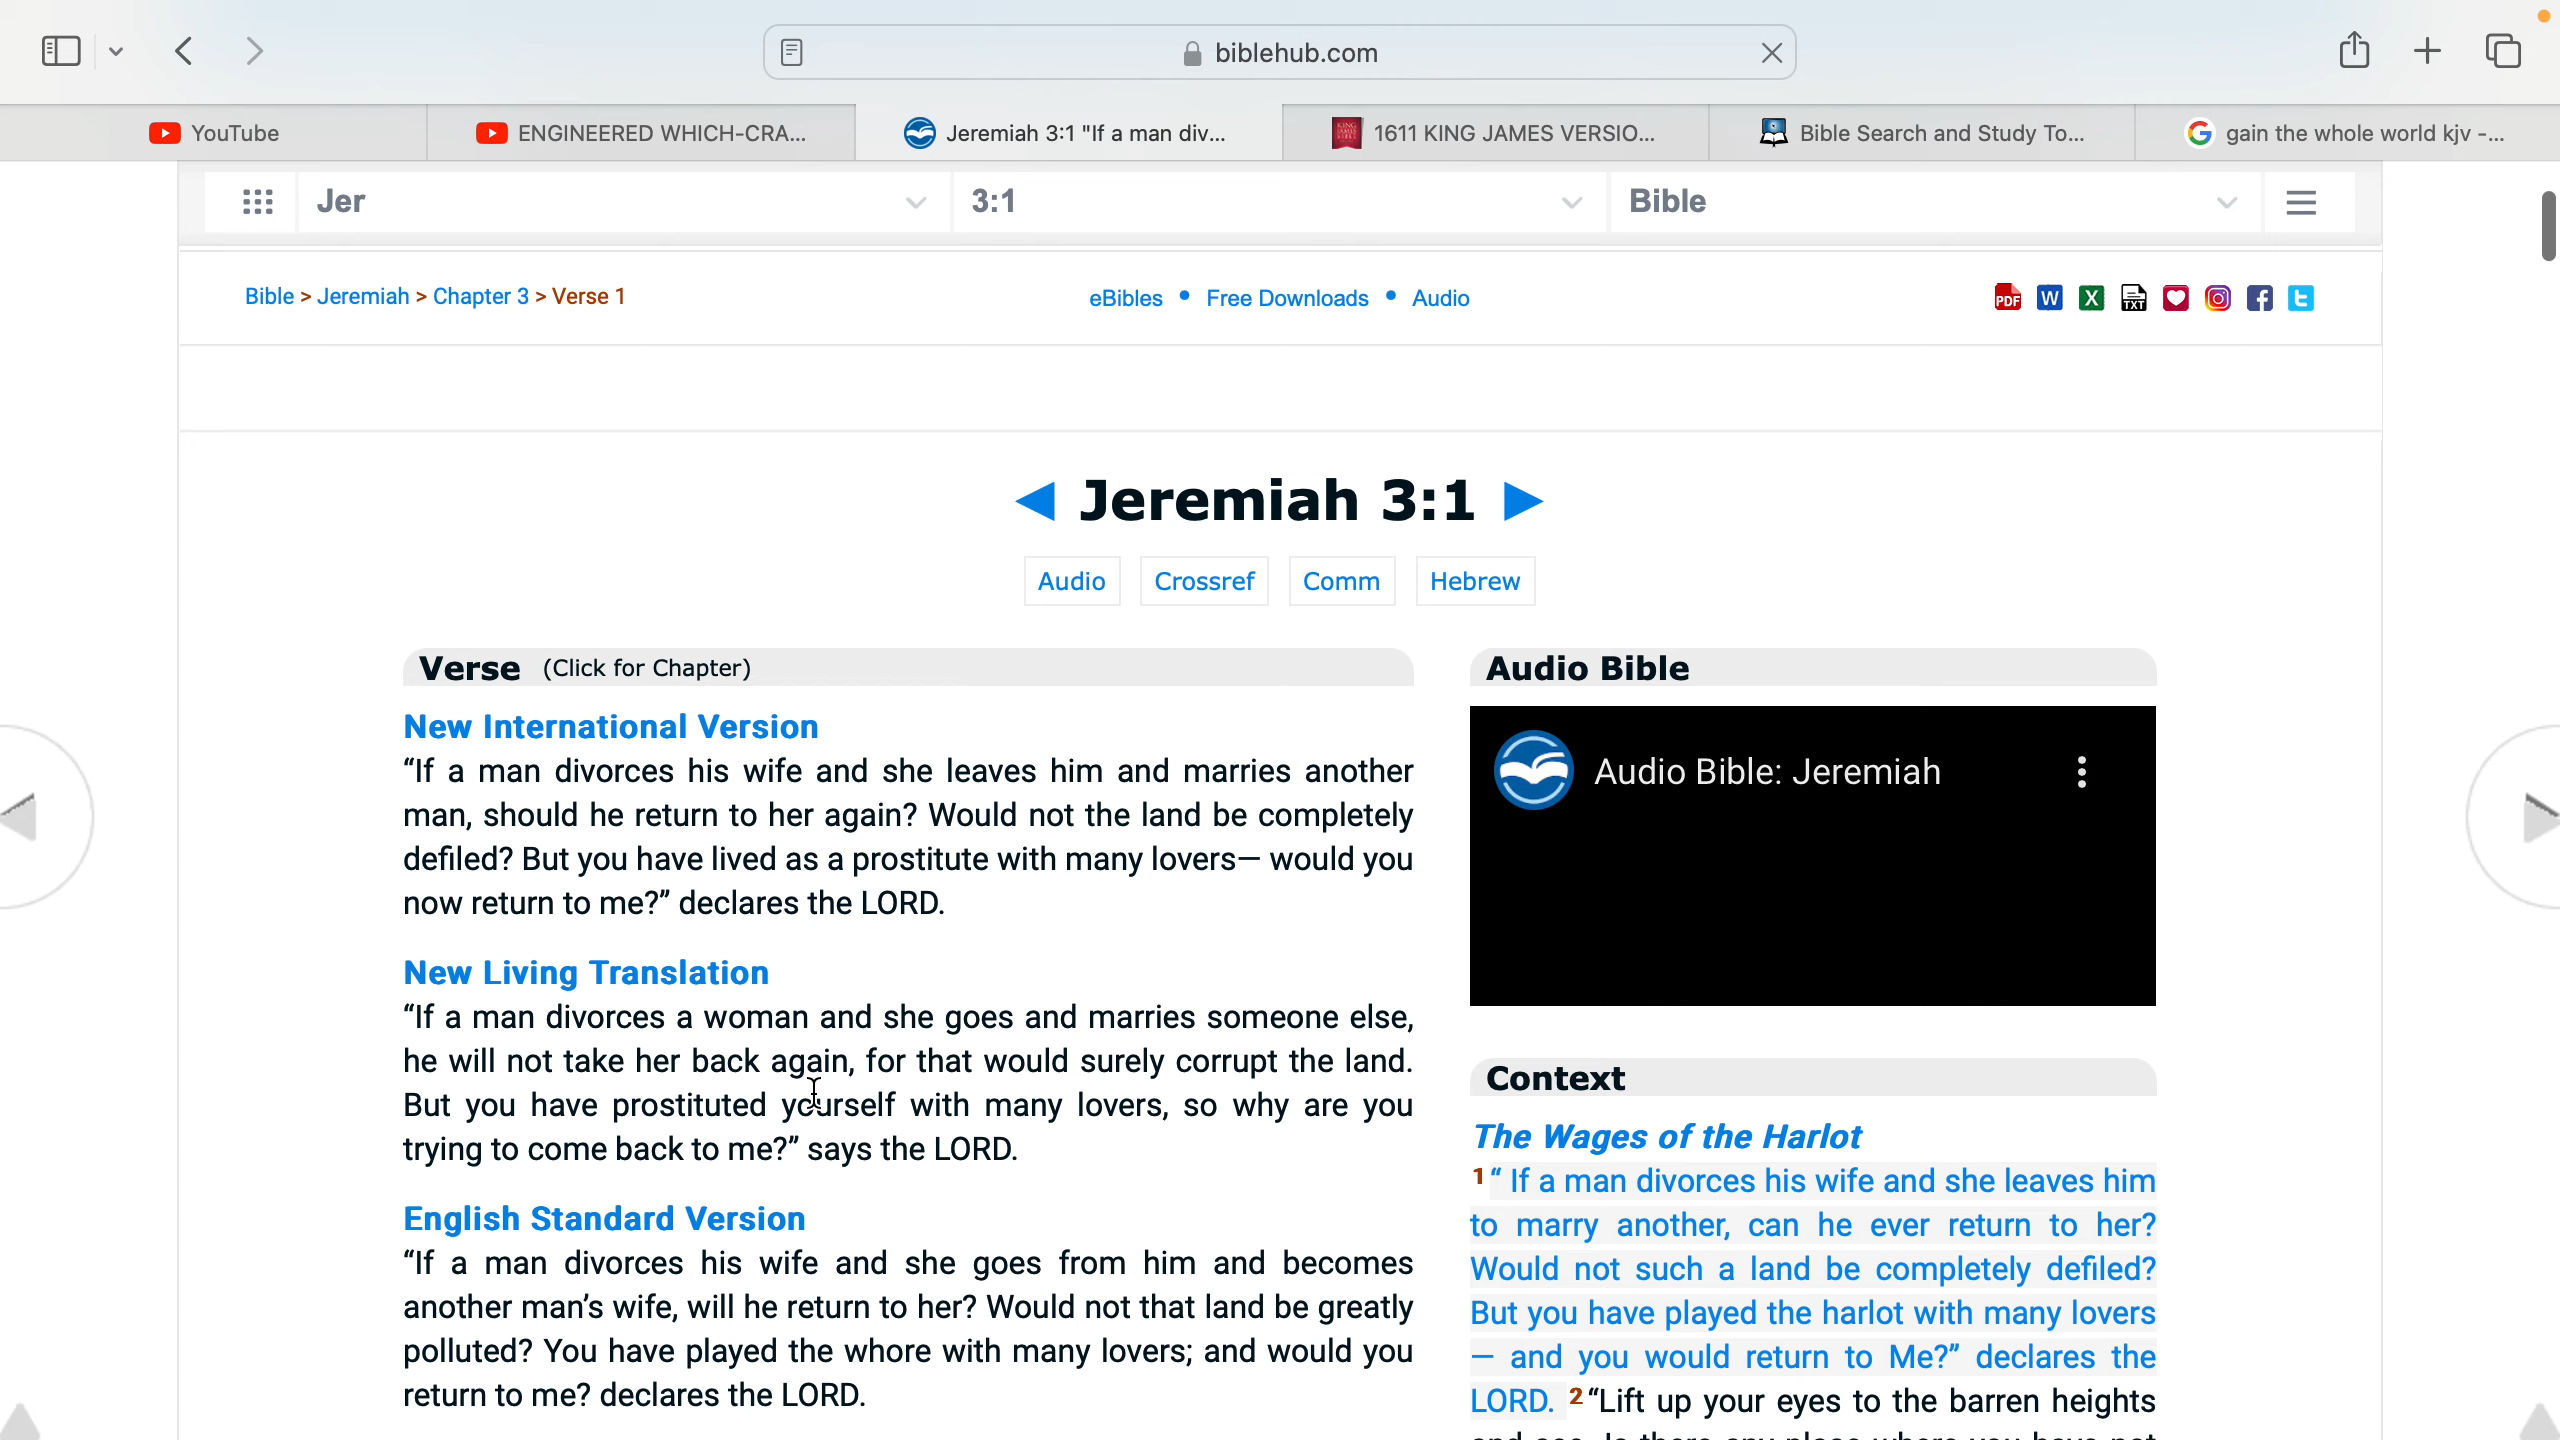 biblehub.com
YouTube
ENGINEERED WHICH-CRA...
Jeremiah 3:1 "If a man div...
1611 KING JAMES VERSIO...
Bible Search and Study To...
gain the whole world kjv -...
Jer
3:1
Bible
Bible > Jeremiah > Chapter 3 > Verse 1
eBibles • Free Downloads • Audio
PDF W X TXT
◄ Jeremiah 3:1 ►
Audio Crossref Comm Hebrew
Verse (Click for Chapter)
New International Version
“If a man divorces his wife and she leaves him and marries another
man, should he return to her again? Would not the land be completely
defiled? But you have lived as a prostitute with many lovers— would you
now return to me?” declares the LORD.
New Living Translation
“If a man divorces a woman and she goes and marries someone else,
he will not take her back again, for that would surely corrupt the land.
But you have prostituted yourself with many lovers, so why are you
trying to come back to me?” says the LORD.
English Standard Version
“If a man divorces his wife and she goes from him and becomes
another man’s wife, will he return to her? Would not that land be greatly
polluted? You have played the whore with many lovers; and would you
return to me? declares the LORD.
Audio Bible
Audio Bible: Jeremiah
Context
The Wages of the Harlot
1“ If a man divorces his wife and she leaves him
to marry another, can he ever return to her?
Would not such a land be completely defiled?
But you have played the harlot with many lovers
— and you would return to Me?” declares the
LORD. 2“Lift up your eyes to the barren heights